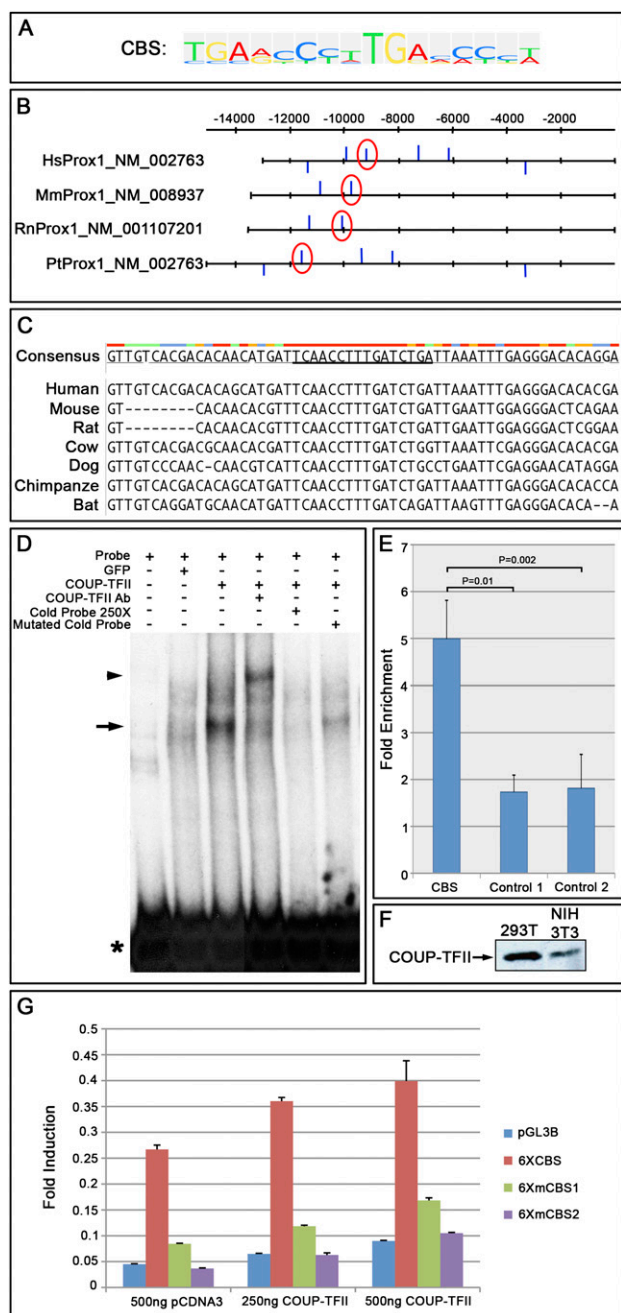 A
CBS: TGAACCCTTGAACCCT
B
-14000 -12000 -10000 -8000 -6000 -4000 -2000
HsProx1_NM_002763
MmProx1_NM_008937
RnProx1_NM_001107201
PtProx1_NM_002763
C
Consensus GTTGTCACGACACAACATGATTCAACCTTTGATCTGATTAAATTTGAGGGACACAGGA
Human GTTGTCACGACACAGCATGATTCAACCTTTGATCTGATTAAATTTGAGGGACACACGA
Mouse GT--------CACAACACGTTTCAACCTTTGATCTGATTGAATTGGAGGGACTCAGAA
Rat GT--------CACAACACGTTTCAACCTTTGATCTGATTGAATTGGAGGGACTCGGAA
Cow GTTGTCACGACGCAACATGATTCAACCTTTGATCTGGTTAAATTTGAGGGACACACGA
Dog GTTGTCCCAAC-CAACGTCATTCAACCTTTGATCTGCCTGAATTCGAGGAACATAGGA
Chimpanze GTTGTCACGACACAGCATGATTCAACCTTTGATCTGATTAAATTTGAGGGACACACCA
Bat GTTGTCAGGATGCAACATGATTCAACCTTTGATCAGATTAAGTTTGAGGGACACA--A
D
Probe + + + + + +
GFP - + - - - -
COUP-TFII - - + + + +
COUP-TFII Ab - - - + - -
Cold Probe 250X - - - - + -
Mutated Cold Probe - - - - - +
*
E
7
6
5
4
3
2
1
0
Fold Enrichment
P=0.002
P=0.01
CBS Control 1 Control 2
F
293T NIH 3T3
COUP-TFII
G
0.5
0.45
0.4
0.35
0.3
0.25
0.2
0.15
0.1
0.05
0
Fold Induction
500ng pCDNA3 250ng COUP-TFII 500ng COUP-TFII
pGL3B
6XCBS
6XmCBS1
6XmCBS2